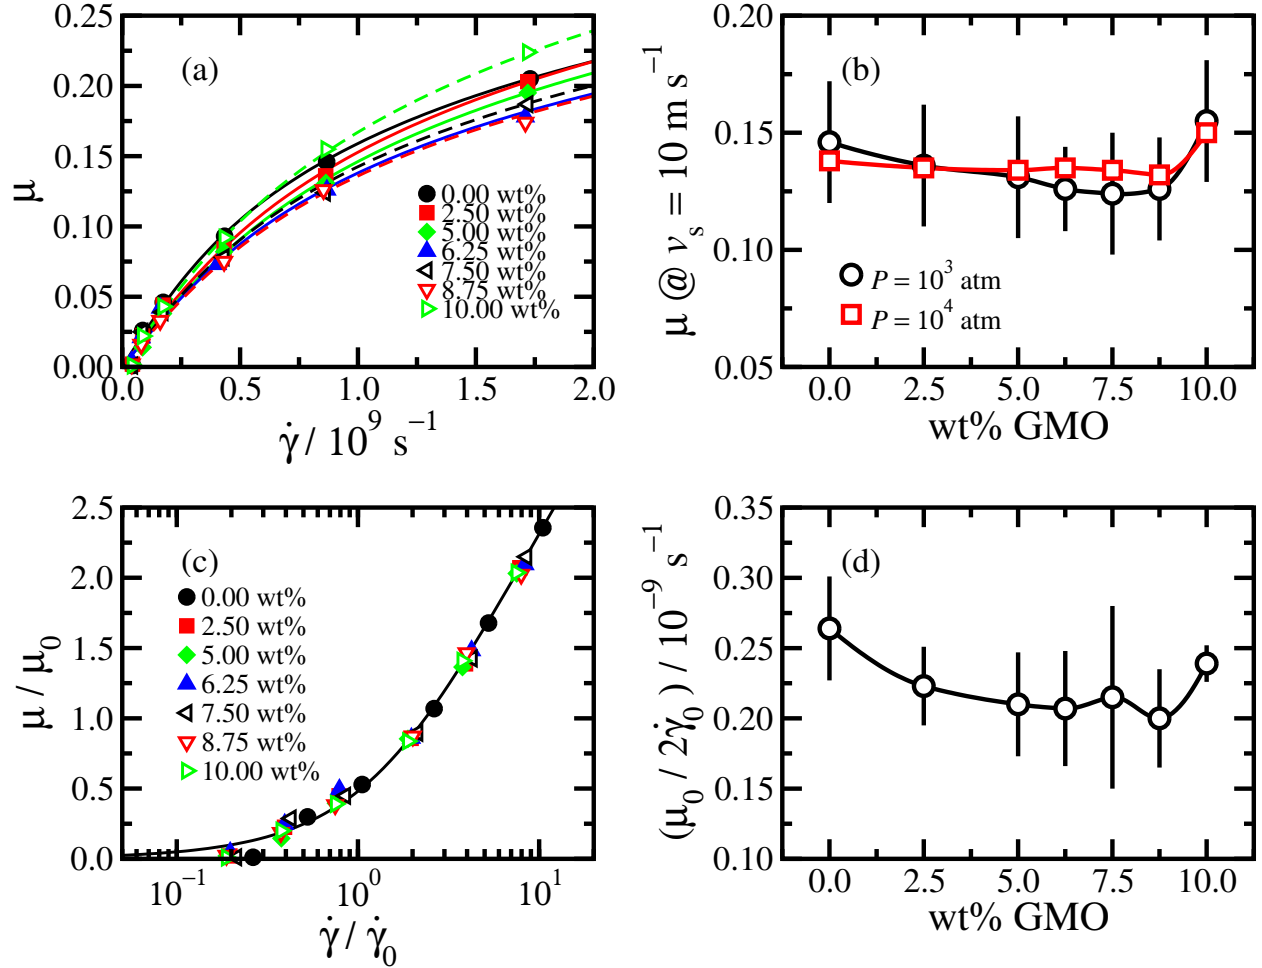 (a)
μ
0.25
0.20
0.15
0.10
0.05
0.00
0.00 wt%
2.50 wt%
5.00 wt%
6.25 wt%
7.50 wt%
8.75 wt%
10.00 wt%
0.0 0.5 1.0 1.5 2.0
γ̇ / 10⁹ s⁻¹
(b)
μ @ v_s = 10 m s⁻¹
0.20
0.15
0.10
0.05
P = 10³ atm
P = 10⁴ atm
0.0 2.5 5.0 7.5 10.0
wt% GMO
(c)
μ / μ₀
2.5
2.0
1.5
1.0
0.5
0.0
0.00 wt%
2.50 wt%
5.00 wt%
6.25 wt%
7.50 wt%
8.75 wt%
10.00 wt%
10⁻¹ 10⁰ 10¹
γ̇ / γ̇₀
(d)
(μ₀ / 2γ̇₀) / 10⁻⁹ s⁻¹
0.35
0.30
0.25
0.20
0.15
0.10
0.0 2.5 5.0 7.5 10.0
wt% GMO